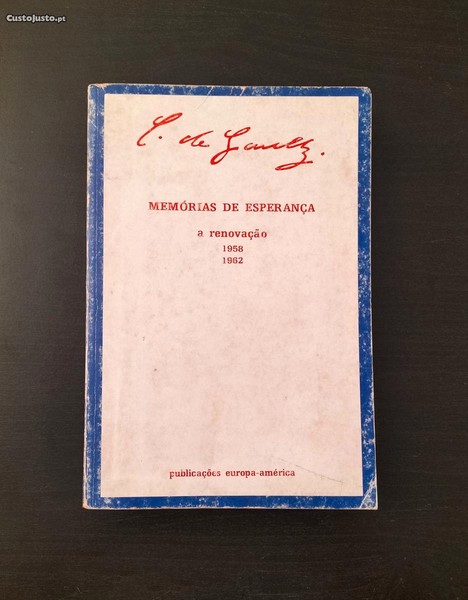 CustoJusto.pt
C. de Gaulle.
MEMÓRIAS DE ESPERANÇA
a renovação
1958
1962
publicações europa-américa